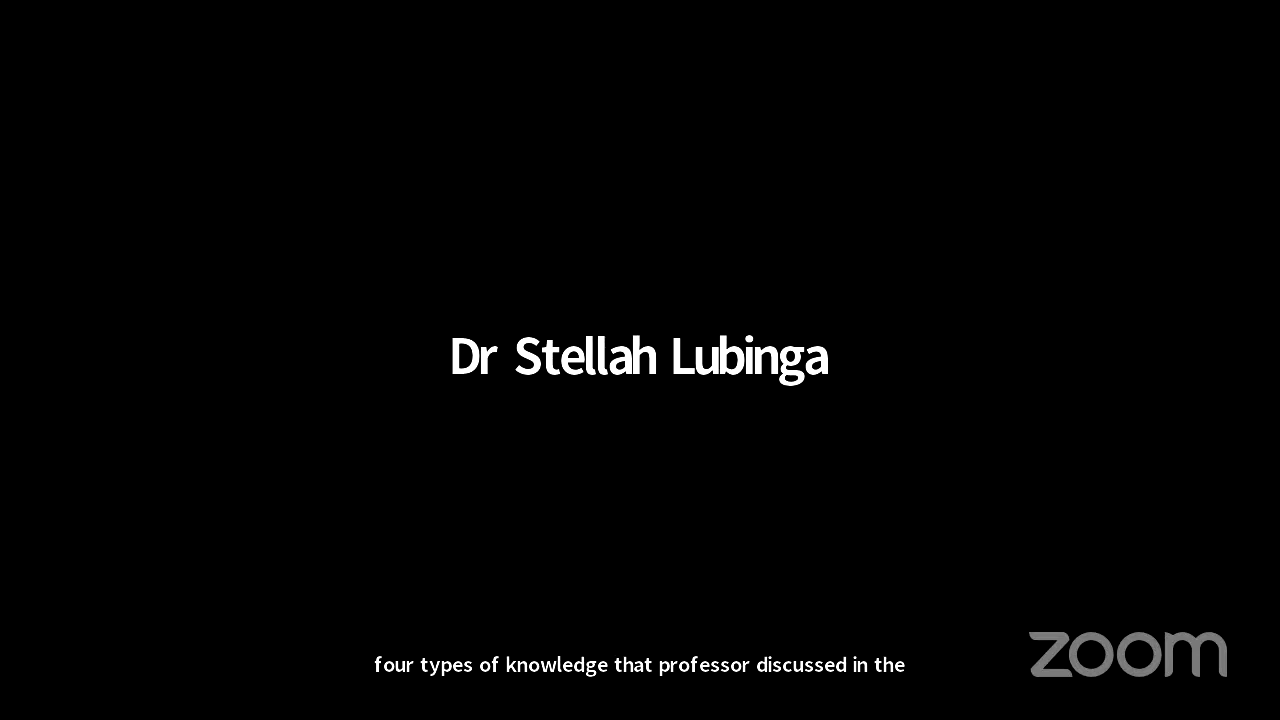 Dr Stellah Lubinga
four types of knowledge that professor discussed in the
zoom